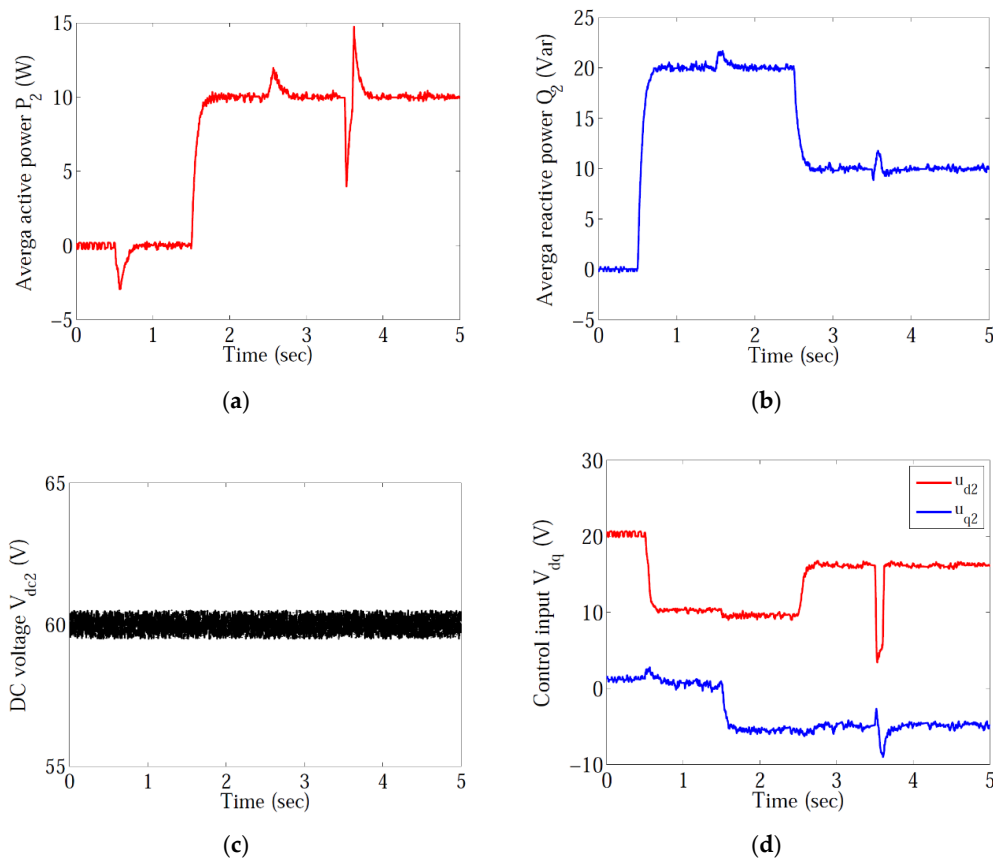 15
10
5
0
−5
Averga active power P2 (W)
0 1 2 3 4 5
Time (sec)
(a)
25
20
15
10
5
0
−5
Averga reactive power Q2 (Var)
0 1 2 3 4 5
Time (sec)
(b)
65
60
55
DC voltage Vdc2 (V)
0 1 2 3 4 5
Time (sec)
(c)
30
20
10
0
−10
Control input Vdq (V)
ud2
uq2
0 1 2 3 4 5
Time (sec)
(d)